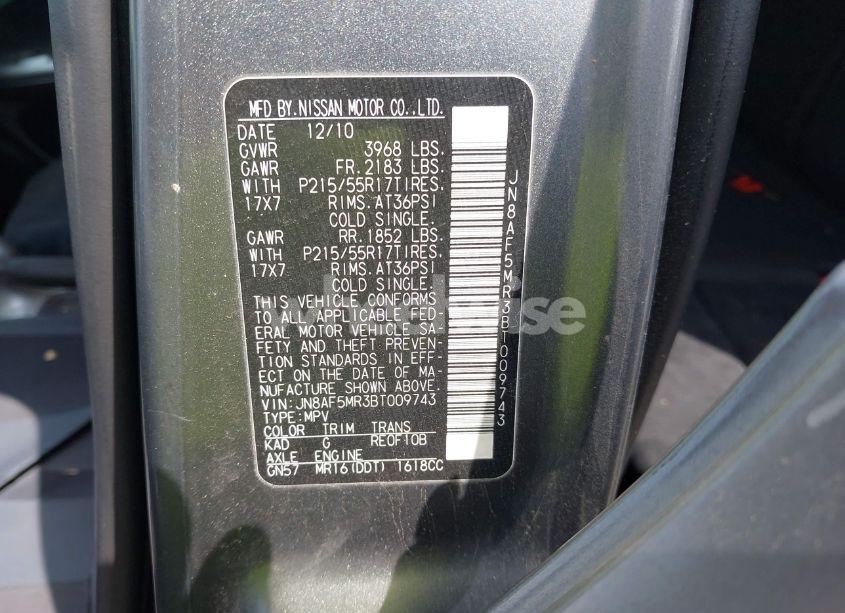 MFD BY.NISSAN MOTOR CO.,LTD.
DATE 12/10
GVWR 3968 LBS.
GAWR FR.2183 LBS.
WITH P215/55R17TIRES.
17X7 RIMS.AT36PSI
COLD SINGLE.
GAWR RR.1852 LBS.
WITH P215/55R17TIRES.
17X7 RIMS.AT36PSI
COLD SINGLE.
THIS VEHICLE CONFORMS
TO ALL APPLICABLE FED-
ERAL MOTOR VEHICLE SA-
FETY AND THEFT PREVEN-
TION STANDARDS IN EFF-
ECT ON THE DATE OF MA-
NUFACTURE SHOWN ABOVE.
VIN:JN8AF5MR3BT009743
TYPE:MPV
COLOR TRIM TRANS
KAD G RE0F10B
AXLE ENGINE
GN57 MR16(DDT) 1618CC
JN8AF5MR3BT009743